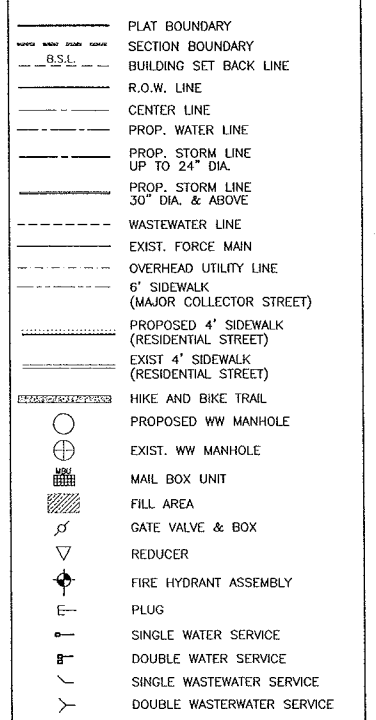 PLAT BOUNDARY
SECTION BOUNDARY
B.S.L.
BUILDING SET BACK LINE
R.O.W. LINE
CENTER LINE
PROP. WATER LINE
PROP. STORM LINE
UP TO 24" DIA.
PROP. STORM LINE
30" DIA. & ABOVE
WASTEWATER LINE
EXIST. FORCE MAIN
OVERHEAD UTILITY LINE
6' SIDEWALK
(MAJOR COLLECTOR STREET)
PROPOSED 4' SIDEWALK
(RESIDENTIAL STREET)
EXIST 4' SIDEWALK
(RESIDENTIAL STREET)
HIKE AND BIKE TRAIL
PROPOSED WW MANHOLE
EXIST. WW MANHOLE
MBU
MAIL BOX UNIT
FILL AREA
GATE VALVE & BOX
REDUCER
FIRE HYDRANT ASSEMBLY
PLUG
SINGLE WATER SERVICE
DOUBLE WATER SERVICE
SINGLE WASTEWATER SERVICE
DOUBLE WASTERWATER SERVICE